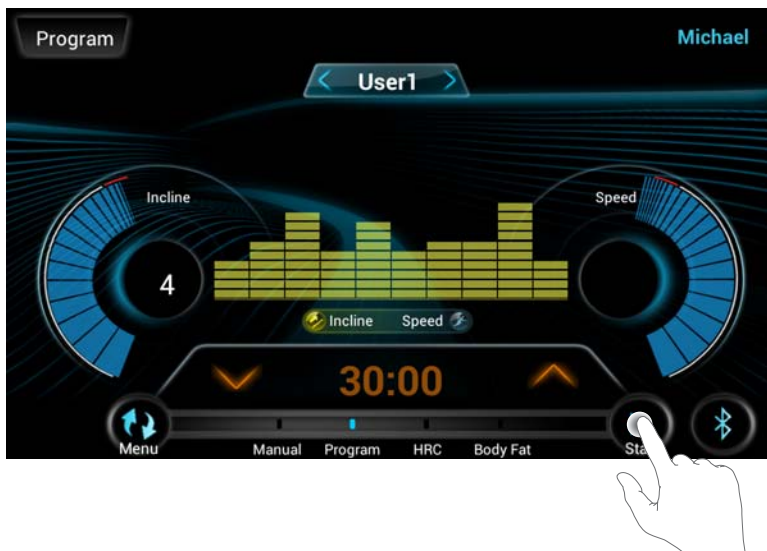 Program
Michael
User1
Incline
Speed
4
Incline Speed
30:00
Menu Manual Program HRC Body Fat